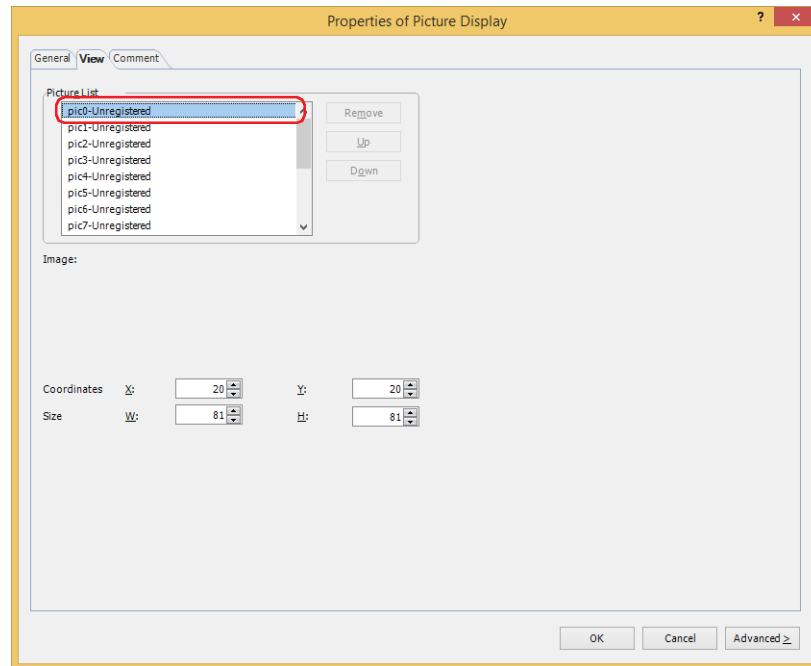 Properties of Picture Display
?
General View Comment
Picture List
pic0-Unregistered
pic1-Unregistered
pic2-Unregistered
pic3-Unregistered
pic4-Unregistered
pic5-Unregistered
pic6-Unregistered
pic7-Unregistered
Remove
Up
Down
Image:
Coordinates X: 20 Y: 20
Size W: 81 H: 81
OK Cancel Advanced >